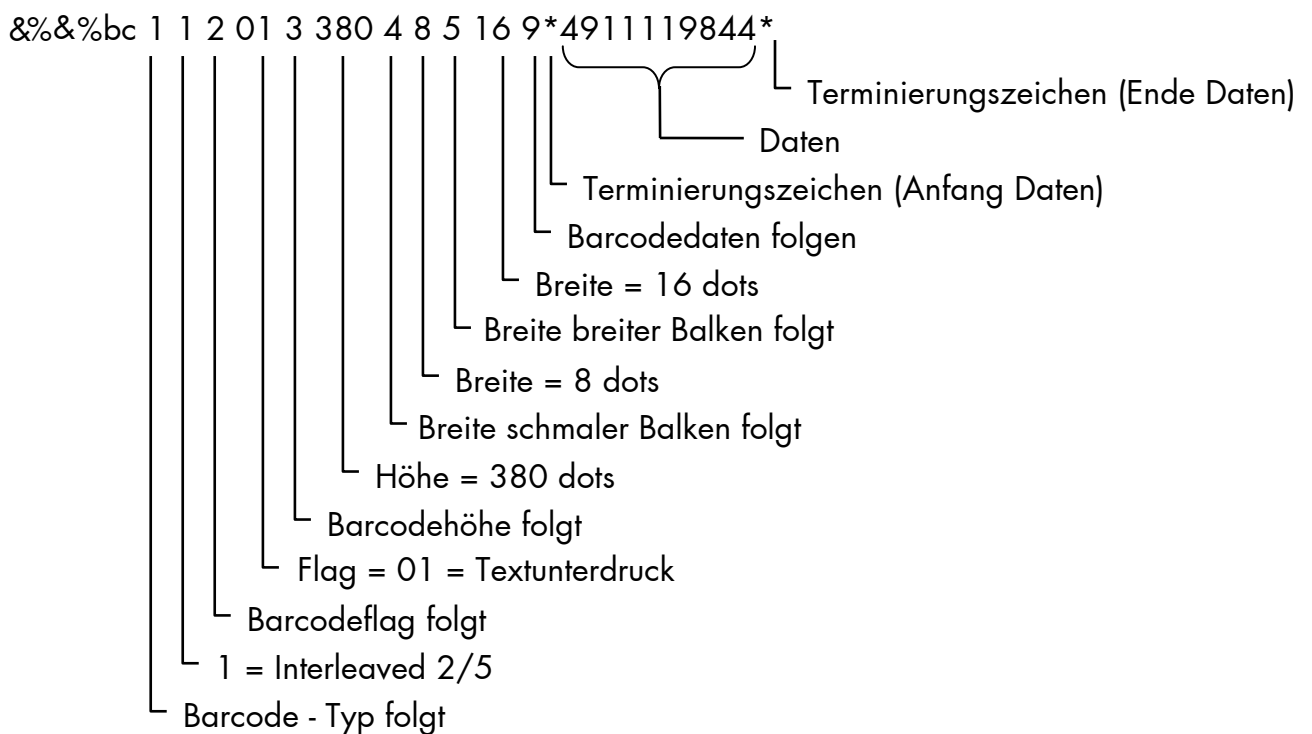 &%&%bc 1 1 2 01 3 380 4 8 5 16 9*4911119844*
Terminierungszeichen (Ende Daten)
Daten
Terminierungszeichen (Anfang Daten)
Barcodedaten folgen
Breite = 16 dots
Breite breiter Balken folgt
Breite = 8 dots
Breite schmaler Balken folgt
Höhe = 380 dots
Barcodehöhe folgt
Flag = 01 = Textunterdruck
Barcodeflag folgt
1 = Interleaved 2/5
Barcode - Typ folgt